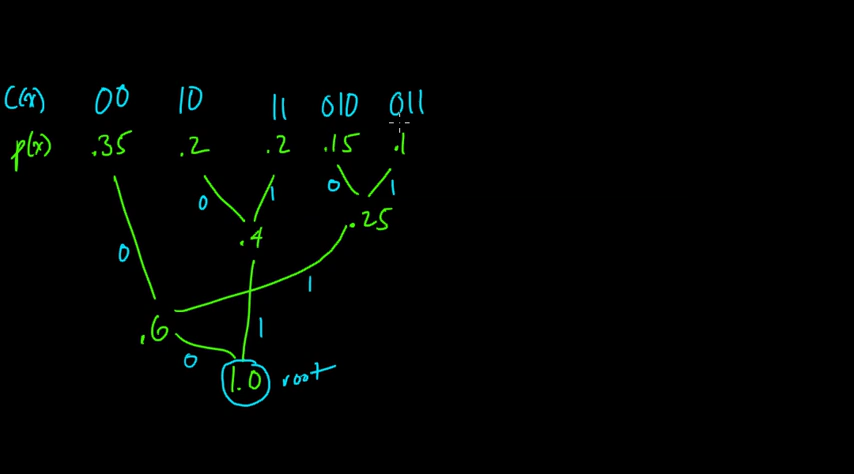 C(x) 00 10 11 010 011
p(x) .35 .2 .2 .15 .1
0 1 0 1
.4 .25
0 1
.6 1
0
1.0 root